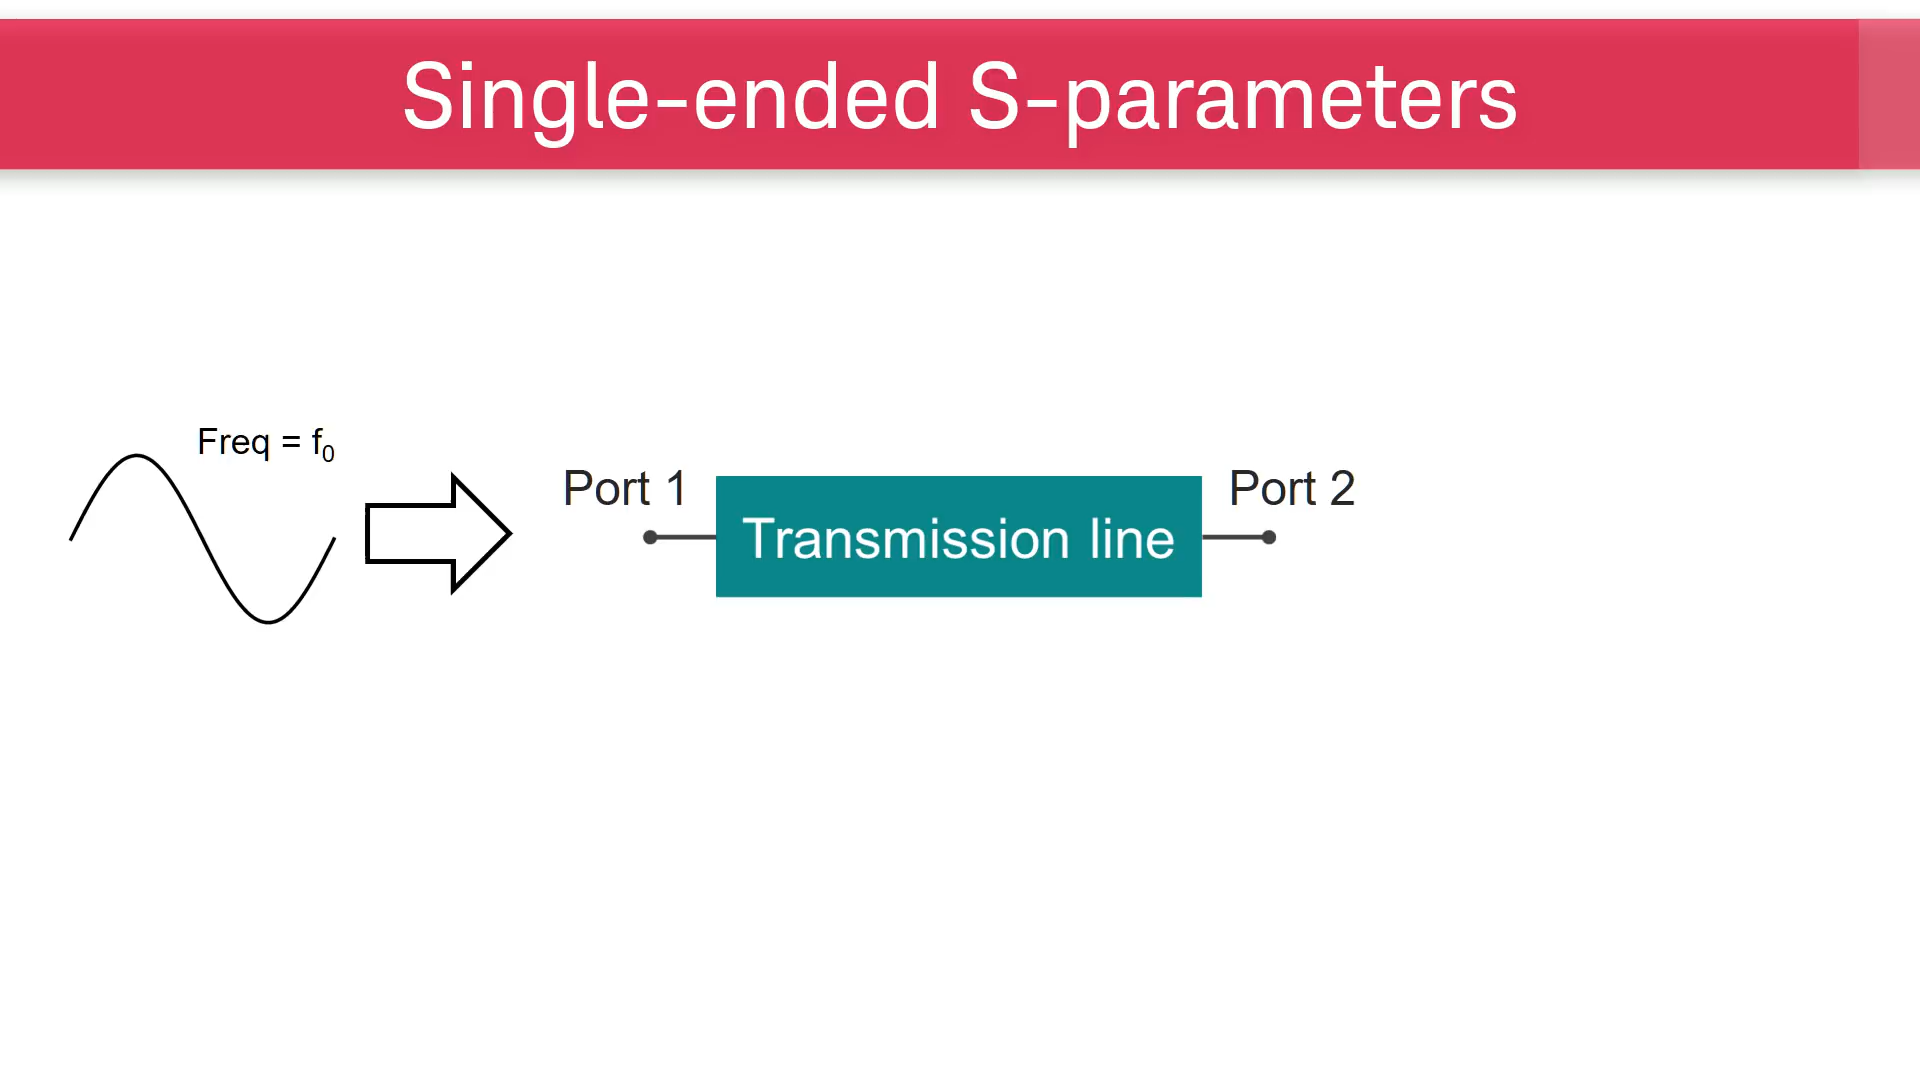 Single-ended S-parameters
Freq = f₀
Port 1
Transmission line
Port 2